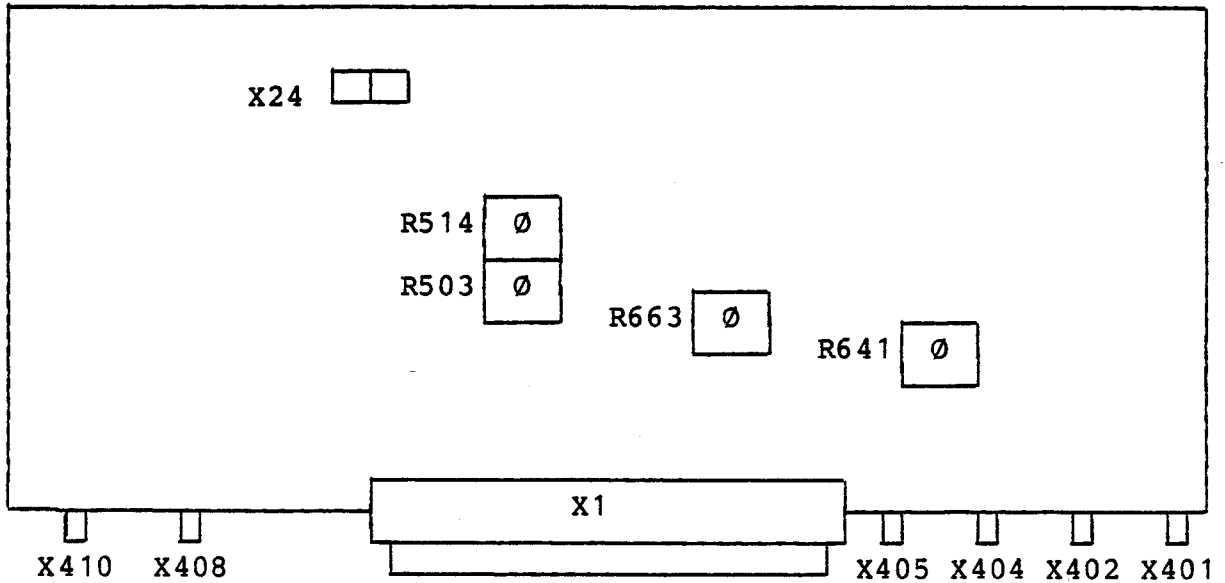 X24
R514 Ø
R503 Ø
R663 Ø
R641 Ø
X1
X410 X408 X405 X404 X402 X401